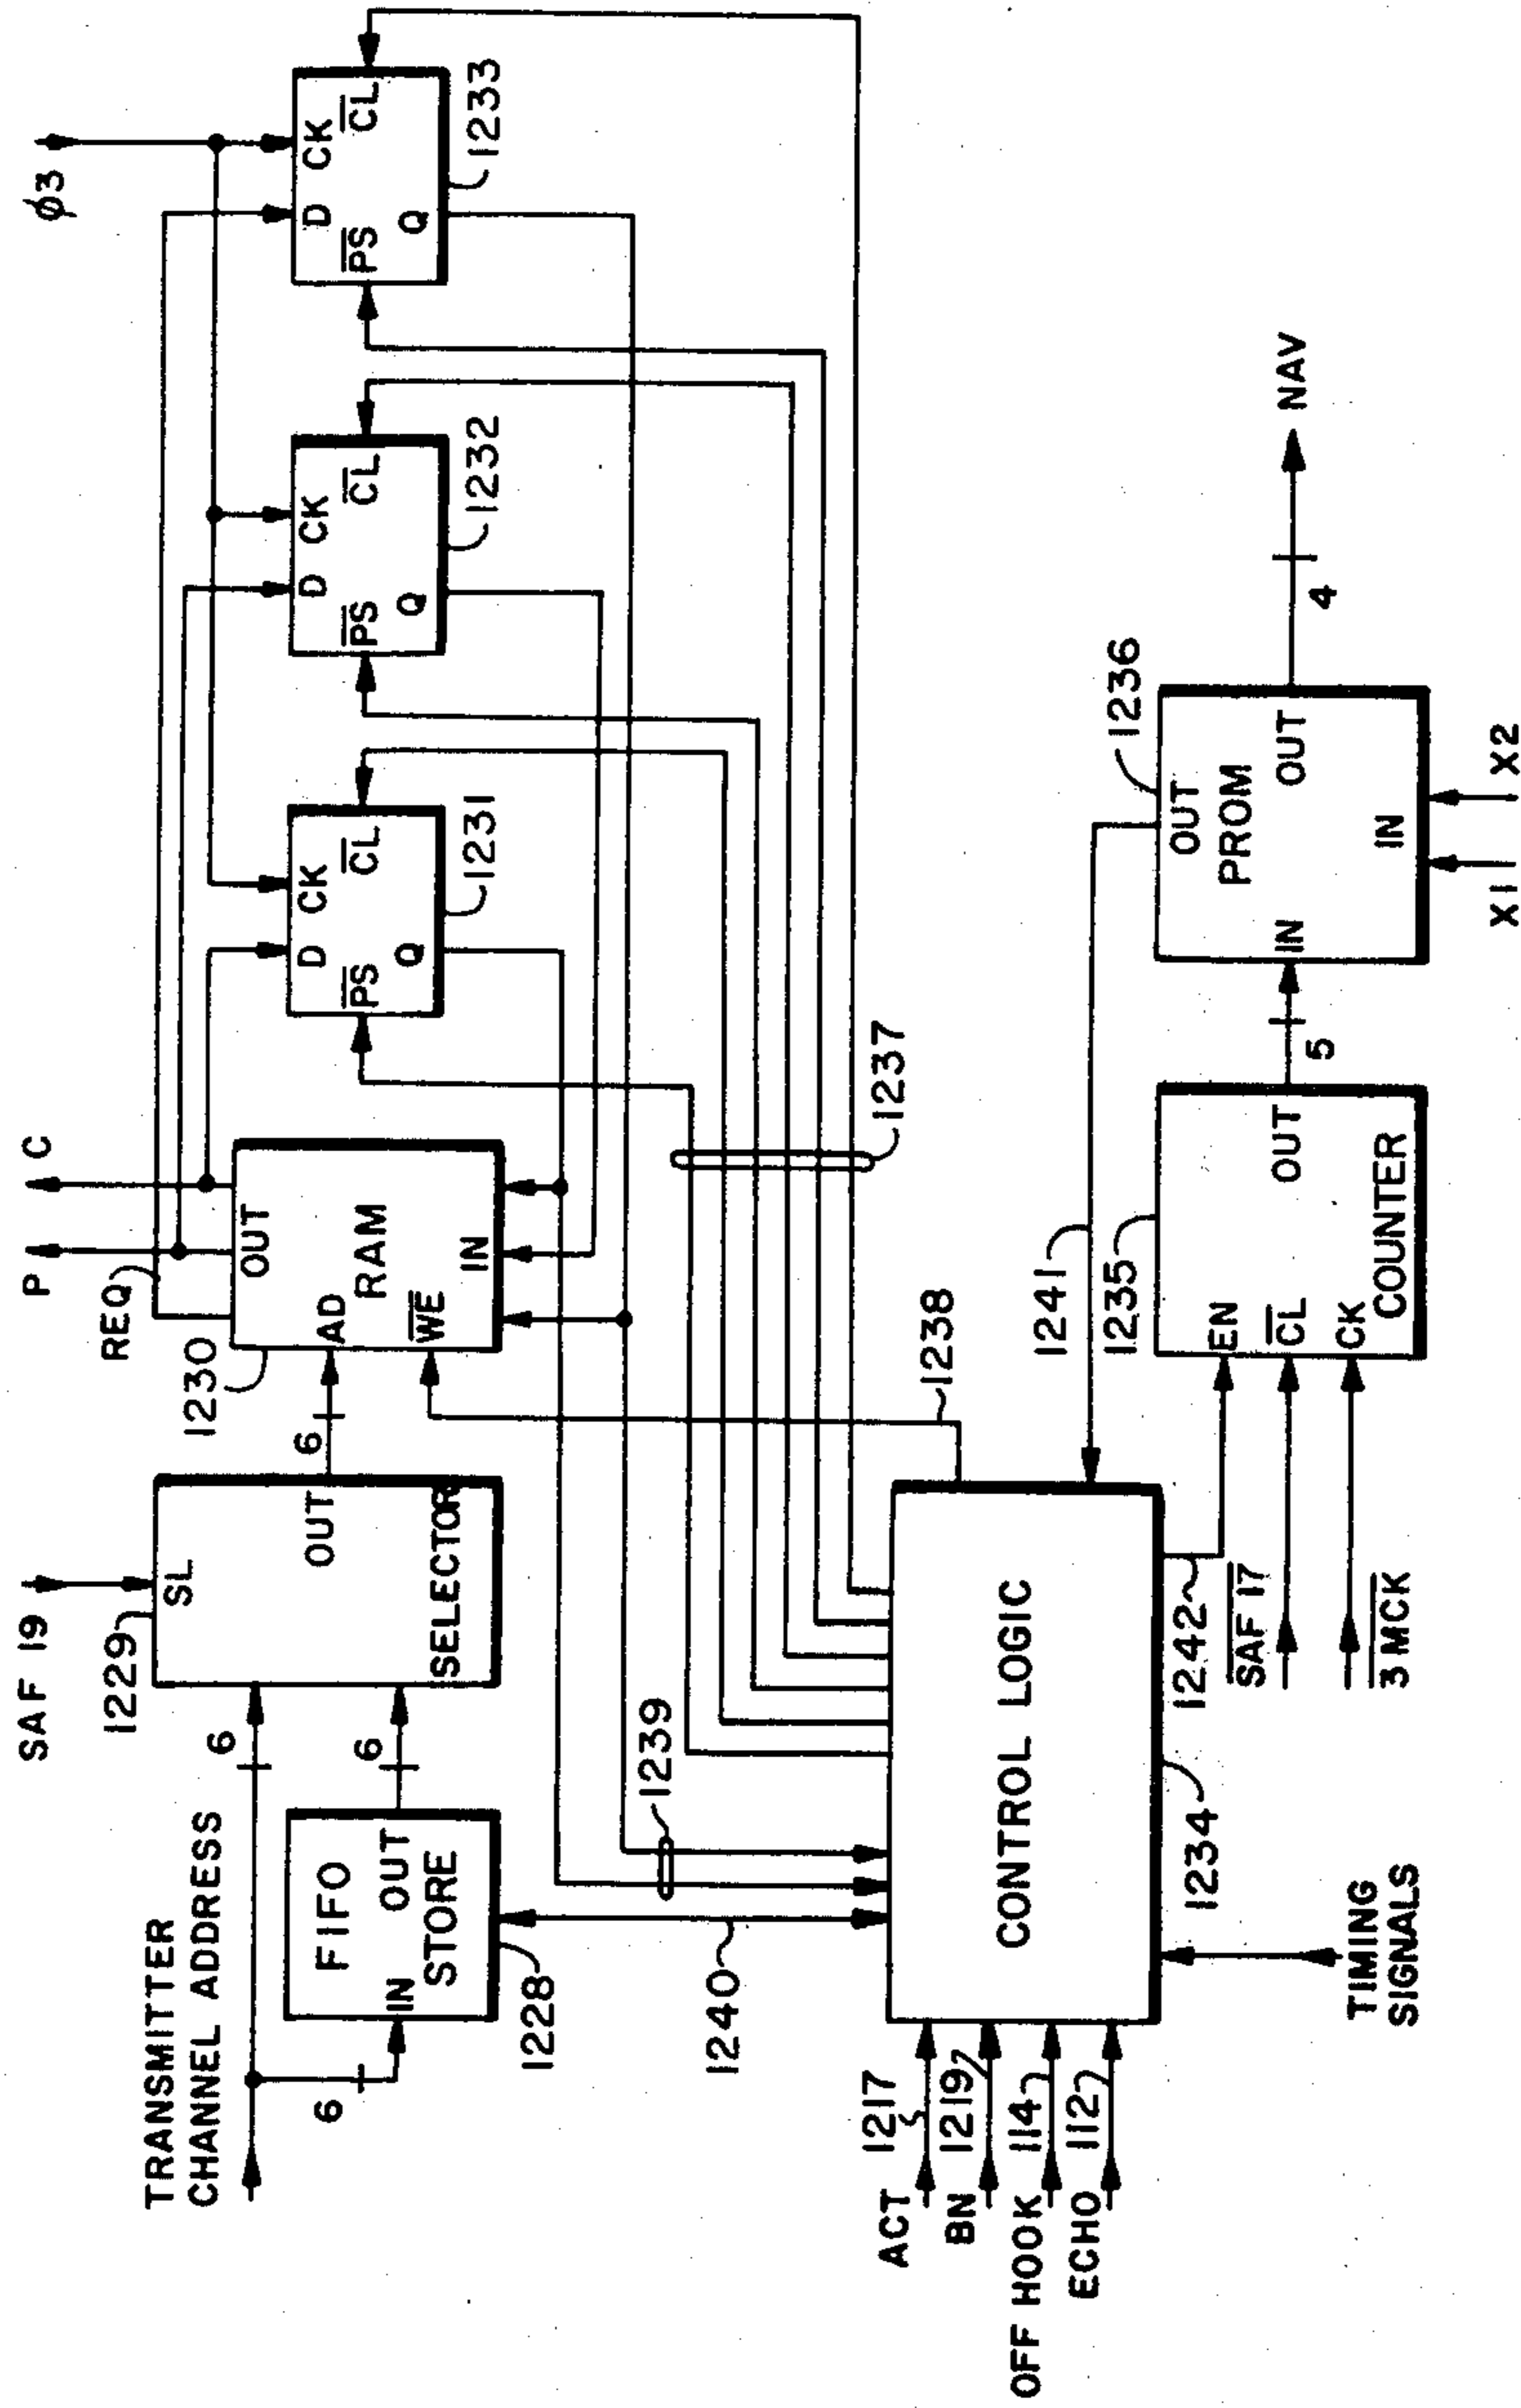 SAF 19
P
C
φ3
TRANSMITTER
CHANNEL ADDRESS
6
6
6
6
FIFO
IN
OUT
STORE
1228
1229
SL
OUT
SELECTOR
REQ
1230
OUT
AD
RAM
WE
IN
D
CK
PS
CL
Q
1231
D
CK
PS
CL
Q
1232
D
CK
PS
CL
Q
1233
1240
1239
1238
1237
ACT
1217
BN
1219
OFF HOOK
114
ECHO
112
CONTROL LOGIC
1234
TIMING
SIGNALS
1241
1242
SAF 17
3 MCK
1235
EN
CL
CK
OUT
COUNTER
5
1236
OUT
PROM
IN
OUT
IN
X1
X2
4
NAV